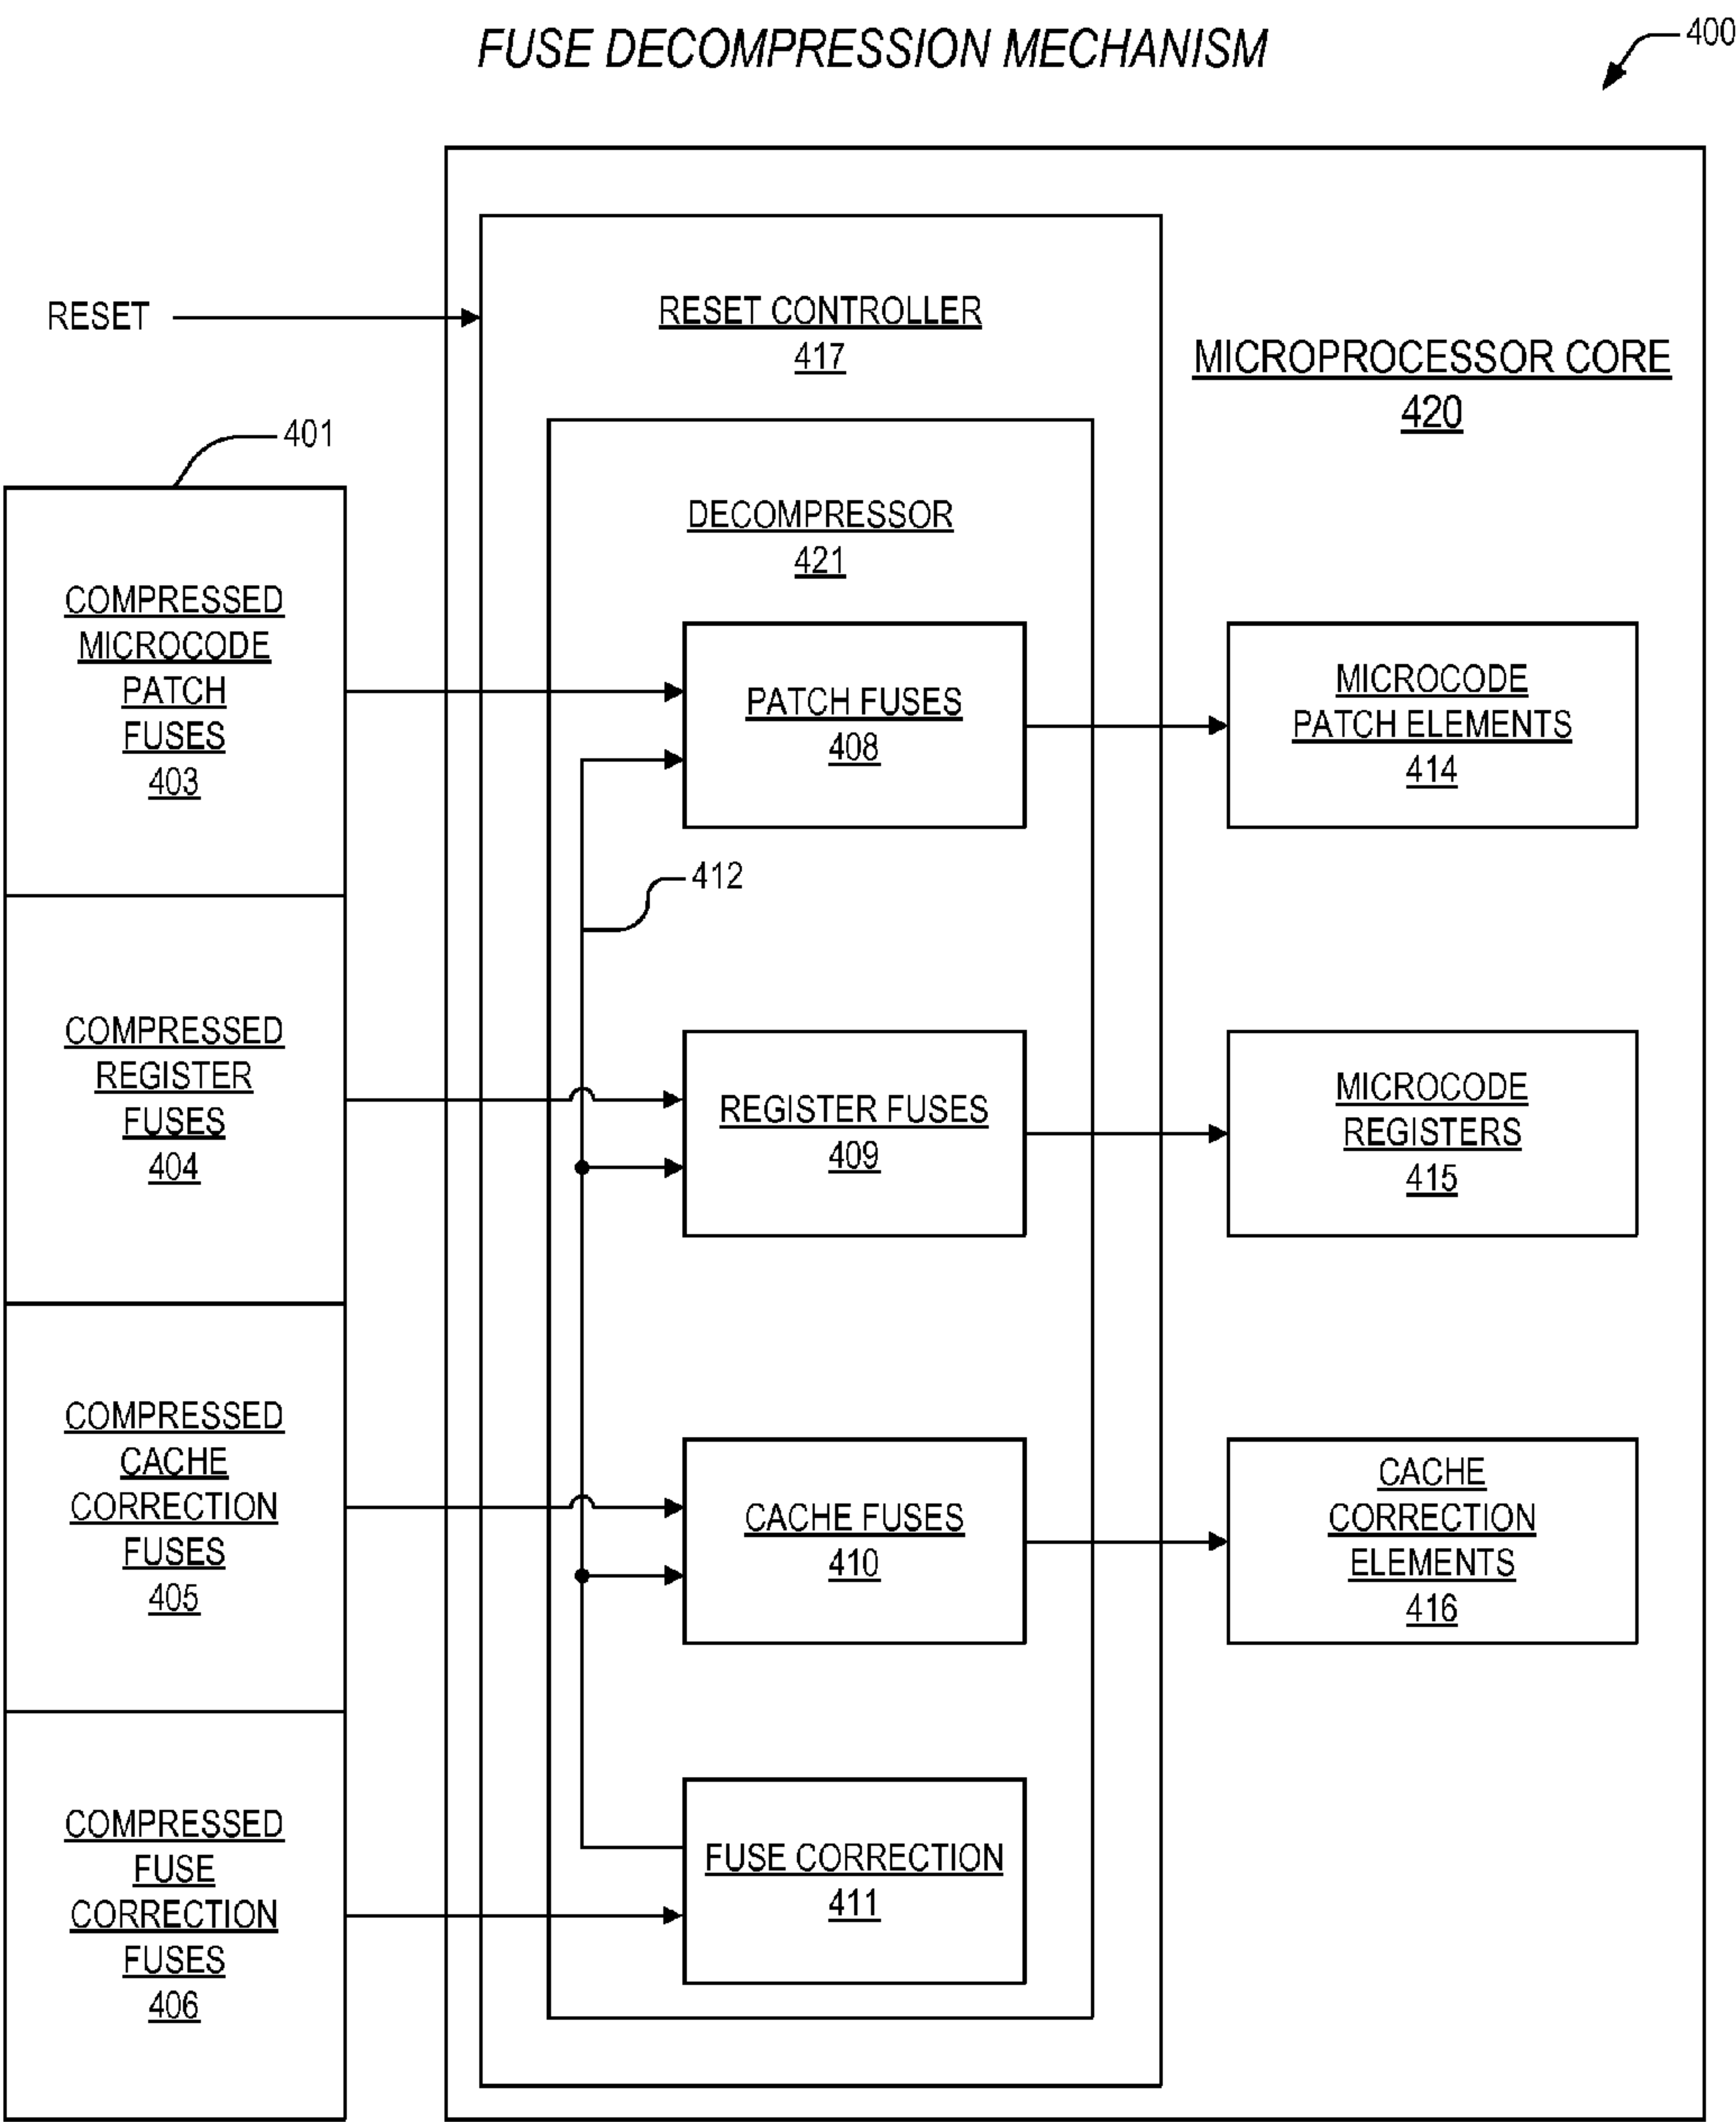 FUSE DECOMPRESSION MECHANISM
400
RESET
RESET CONTROLLER
417
MICROPROCESSOR CORE
420
401
DECOMPRESSOR
421
COMPRESSED
MICROCODE
PATCH
FUSES
403
PATCH FUSES
408
MICROCODE
PATCH ELEMENTS
414
412
COMPRESSED
REGISTER
FUSES
404
REGISTER FUSES
409
MICROCODE
REGISTERS
415
COMPRESSED
CACHE
CORRECTION
FUSES
405
CACHE FUSES
410
CACHE
CORRECTION
ELEMENTS
416
COMPRESSED
FUSE
CORRECTION
FUSES
406
FUSE CORRECTION
411